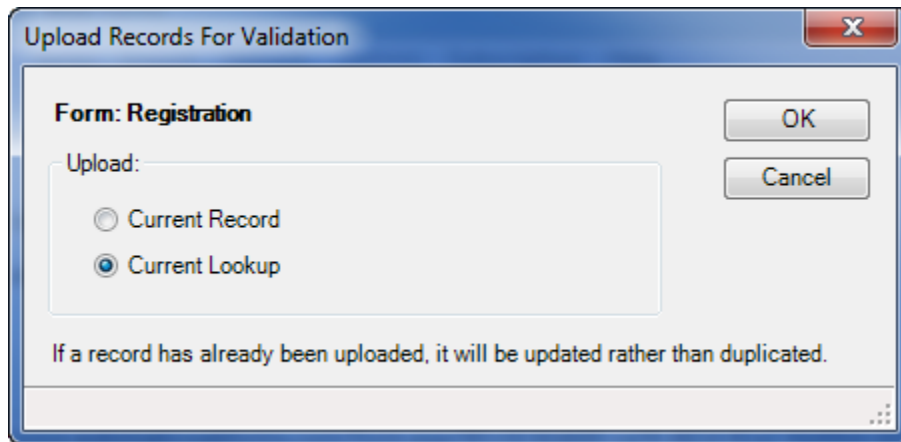 Upload Records For Validation
Form: Registration
OK
Upload:
Cancel
Current Record
Current Lookup
If a record has already been uploaded, it will be updated rather than duplicated.